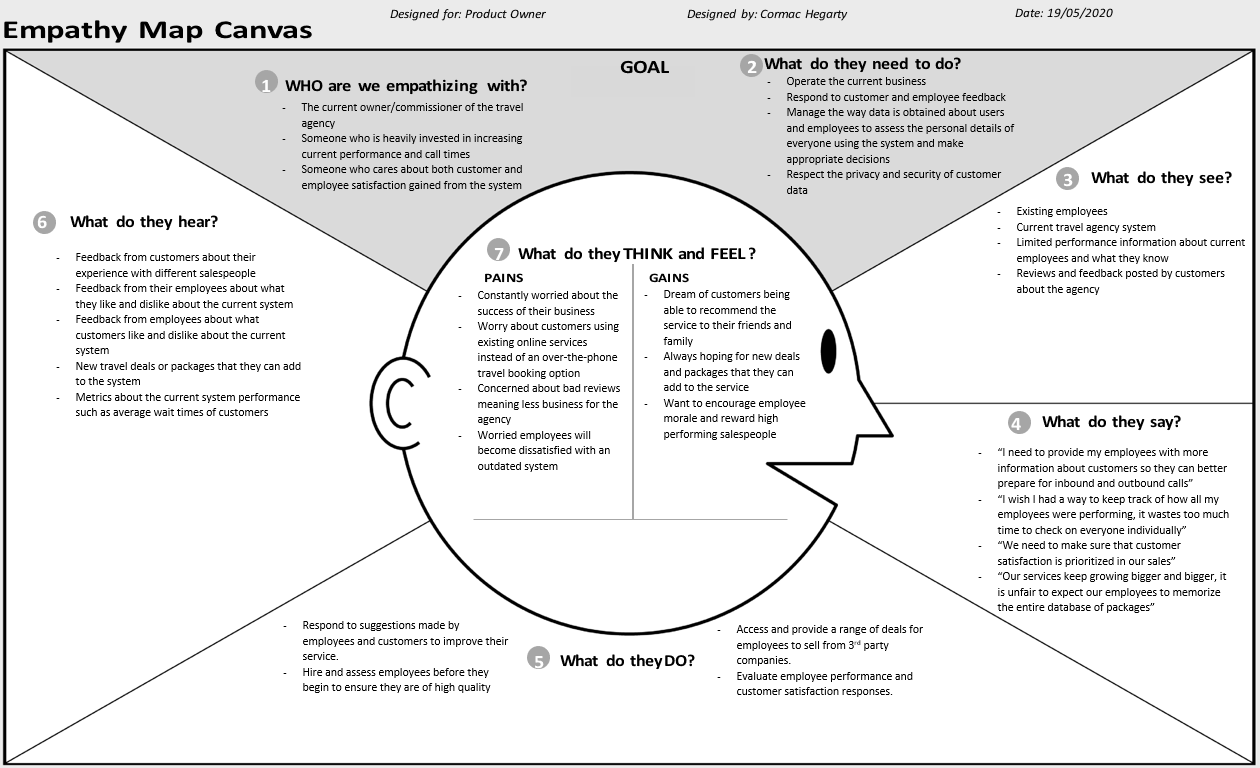 Designed for: Product Owner
Designed by: Cormac Hegarty
Date: 19/05/2020
Empathy Map Canvas
GOAL
1 WHO are we empathizing with?
- The current owner/commissioner of the travel
agency
- Someone who is heavily invested in increasing
current performance and call times
- Someone who cares about both customer and
employee satisfaction gained from the system
2 What do they need to do?
- Operate the current business
- Respond to customer and employee feedback
- Manage the way data is obtained about users
and employees to assess the personal details of
everyone using the system and make
appropriate decisions
- Respect the privacy and security of customer
data
3 What do they see?
- Existing employees
- Current travel agency system
- Limited performance information about current
employees and what they know
- Reviews and feedback posted by customers
about the agency
4 What do they say?
- “I need to provide my employees with more
information about customers so they can better
prepare for inbound and outbound calls”
- “I wish I had a way to keep track of how all my
employees were performing, it wastes too much
time to check on everyone individually”
- “We need to make sure that customer
satisfaction is prioritized in our sales”
- “Our services keep growing bigger and bigger, it
is unfair to expect our employees to memorize
the entire database of packages”
5 What do they DO?
- Respond to suggestions made by
employees and customers to improve their
service.
- Hire and assess employees before they
begin to ensure they are of high quality
- Access and provide a range of deals for
employees to sell from 3rd party
companies.
- Evaluate employee performance and
customer satisfaction responses.
6 What do they hear?
- Feedback from customers about their
experience with different salespeople
- Feedback from their employees about what
they like and dislike about the current system
- Feedback from employees about what
customers like and dislike about the current
system
- New travel deals or packages that they can add
to the system
- Metrics about the current system performance
such as average wait times of customers
7 What do they THINK and FEEL?
PAINS
- Constantly worried about the
success of their business
- Worry about customers using
existing online services
instead of an over-the-phone
travel booking option
- Concerned about bad reviews
meaning less business for the
agency
- Worried employees will
become dissatisfied with an
outdated system
GAINS
- Dream of customers being
able to recommend the
service to their friends and
family
- Always hoping for new deals
and packages that they can
add to the service
- Want to encourage employee
morale and reward high
performing salespeople